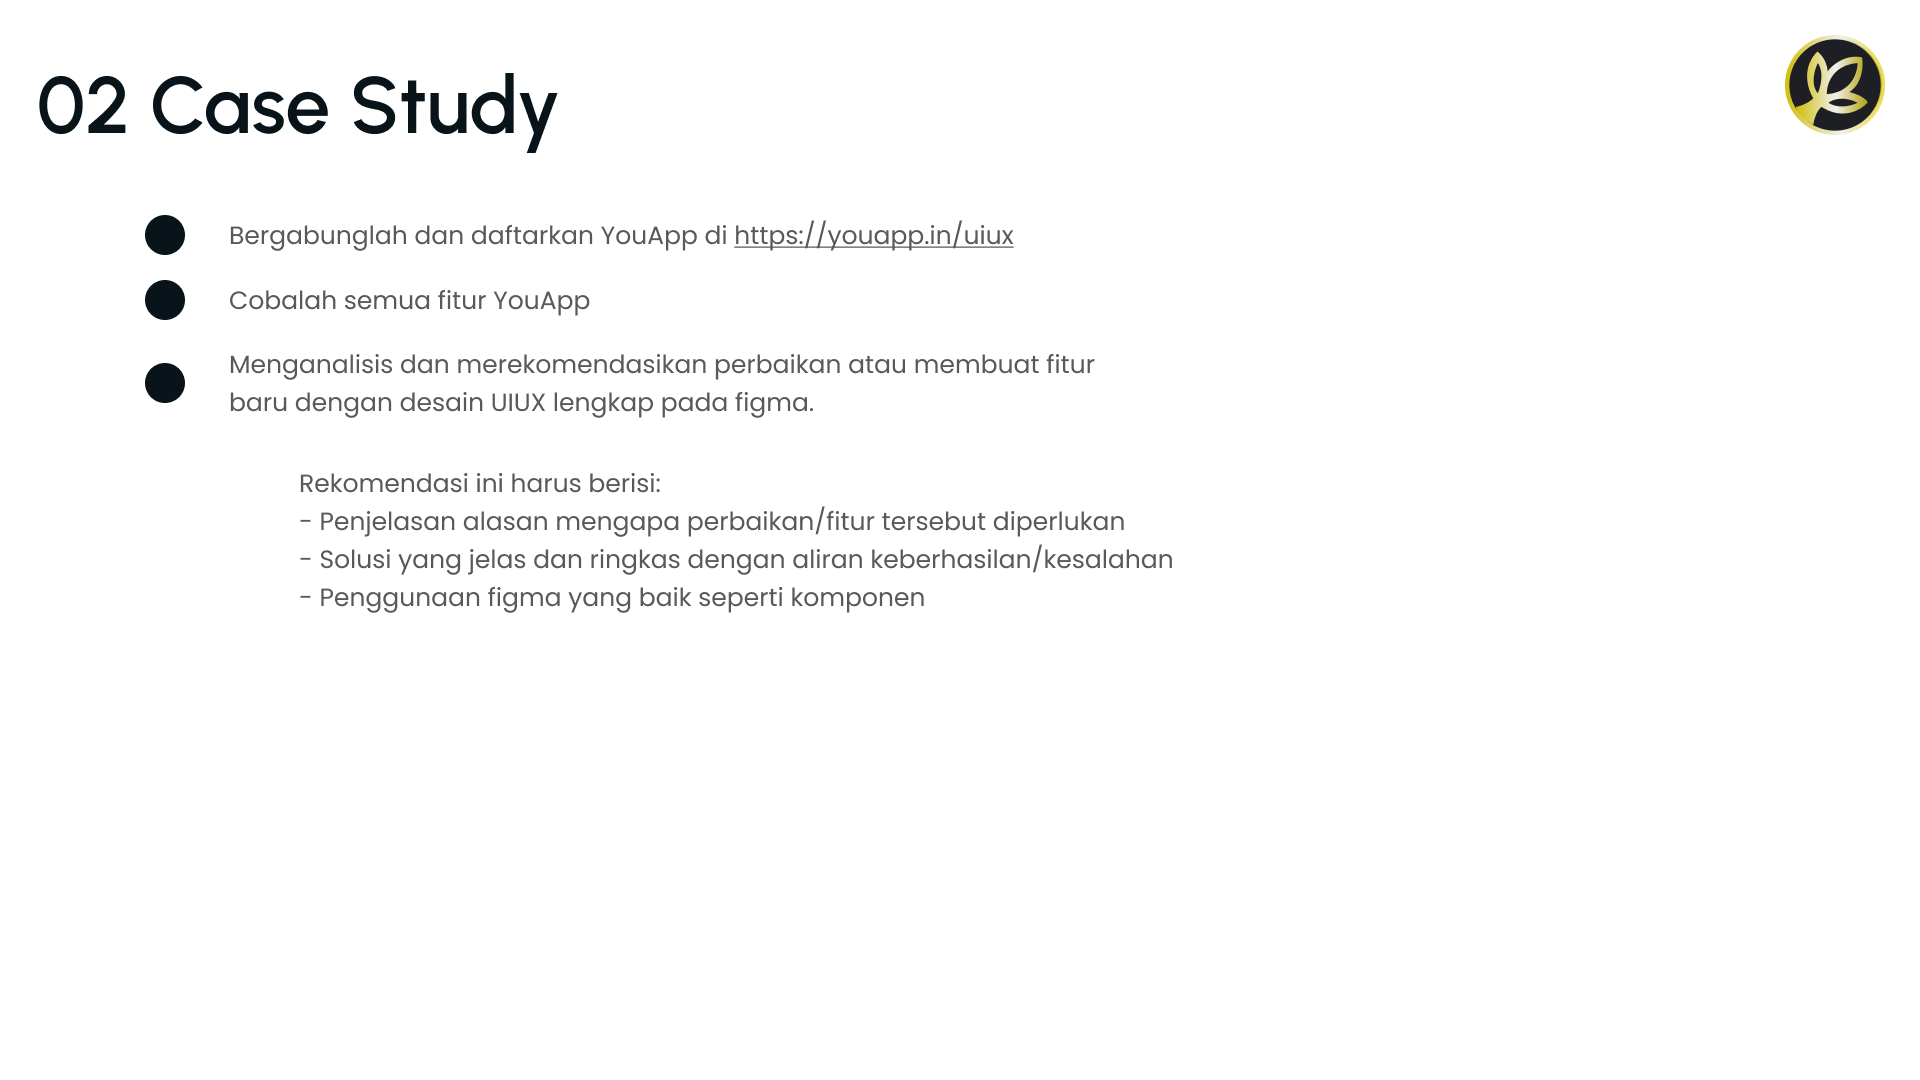 02 Case Study
Bergabunglah dan daftarkan YouApp di https://youapp.in/uiux
Cobalah semua fitur YouApp
Menganalisis dan merekomendasikan perbaikan atau membuat fitur
baru dengan desain UIUX lengkap pada figma.
Rekomendasi ini harus berisi:
- Penjelasan alasan mengapa perbaikan/fitur tersebut diperlukan
- Solusi yang jelas dan ringkas dengan aliran keberhasilan/kesalahan
- Penggunaan figma yang baik seperti komponen